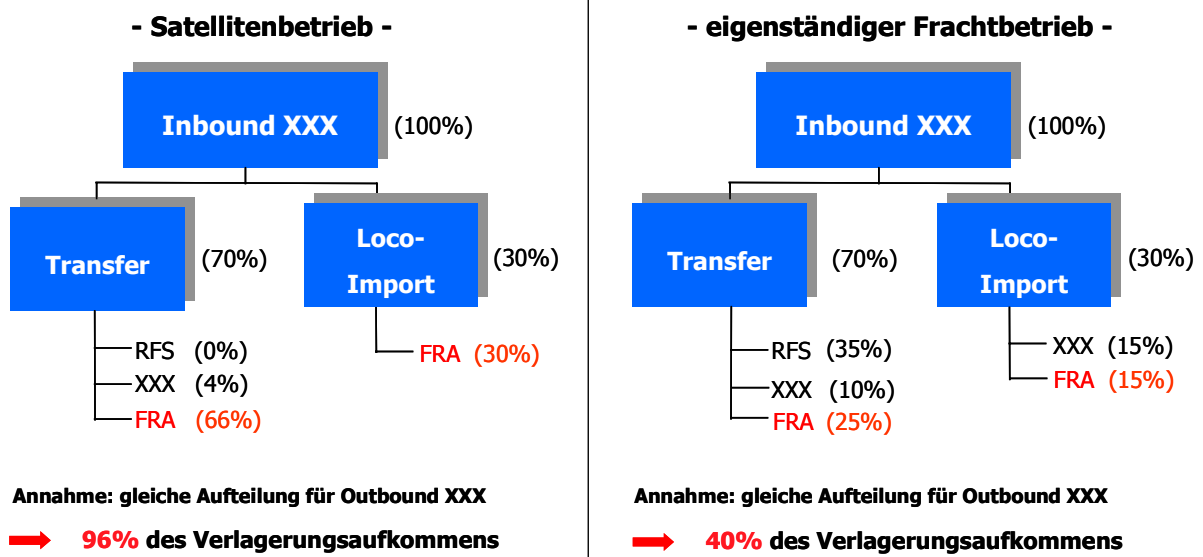 - Satellitenbetrieb -
Inbound XXX
(100%)
Transfer
(70%)
Loco-
Import
(30%)
RFS (0%)
XXX (4%)
FRA (66%)
FRA (30%)
Annahme: gleiche Aufteilung für Outbound XXX
96% des Verlagerungsaufkommens
- eigenständiger Frachtbetrieb -
Inbound XXX
(100%)
Transfer
(70%)
Loco-
Import
(30%)
RFS (35%)
XXX (10%)
FRA (25%)
XXX (15%)
FRA (15%)
Annahme: gleiche Aufteilung für Outbound XXX
40% des Verlagerungsaufkommens